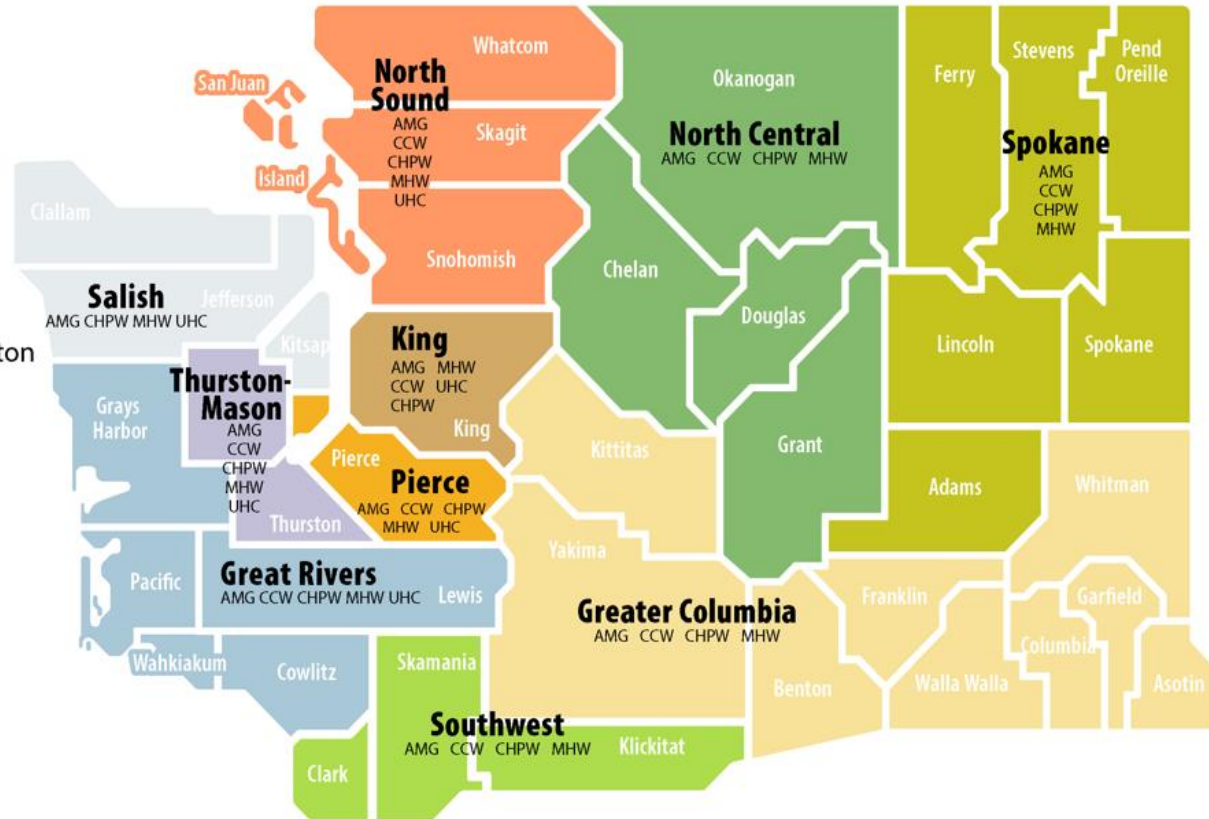 Whatcom
San Juan
North
Sound
AMG
CCW
CHPW
MHW
UHC
Skagit
Island
Snohomish
Okanogan
North Central
AMG CCW CHPW MHW
Chelan
Douglas
Grant
Ferry
Stevens
Pend
Oreille
Spokane
AMG
CCW
CHPW
MHW
Lincoln
Spokane
Adams
Clallam
Salish
Jefferson
AMG CHPW MHW UHC
Kitsap
ton
King
AMG MHW
CCW UHC
CHPW
King
Thurston-
Mason
AMG
CCW
CHPW
MHW
UHC
Thurston
Grays
Harbor
Pierce
Pierce
AMG CCW CHPW
MHW UHC
Kittitas
Whitman
Yakima
Pacific
Great Rivers
AMG CCW CHPW MHW UHC
Lewis
Greater Columbia
AMG CCW CHPW MHW
Franklin
Garfield
Columbia
Wahkiakum
Cowlitz
Skamania
Benton
Walla Walla
Asotin
Southwest
AMG CCW CHPW MHW
Klickitat
Clark